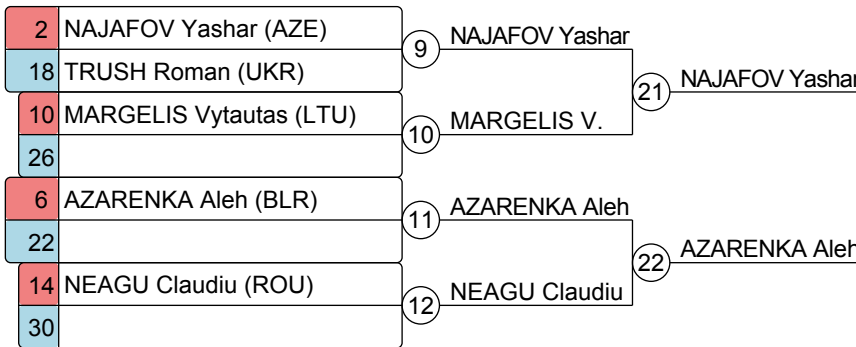 2 NAJAFOV Yashar (AZE)
18 TRUSH Roman (UKR)
9 NAJAFOV Yashar
10 MARGELIS Vytautas (LTU)
26
10 MARGELIS V.
21 NAJAFOV Yashar
6 AZARENKA Aleh (BLR)
22
11 AZARENKA Aleh
14 NEAGU Claudiu (ROU)
30
12 NEAGU Claudiu
22 AZARENKA Aleh